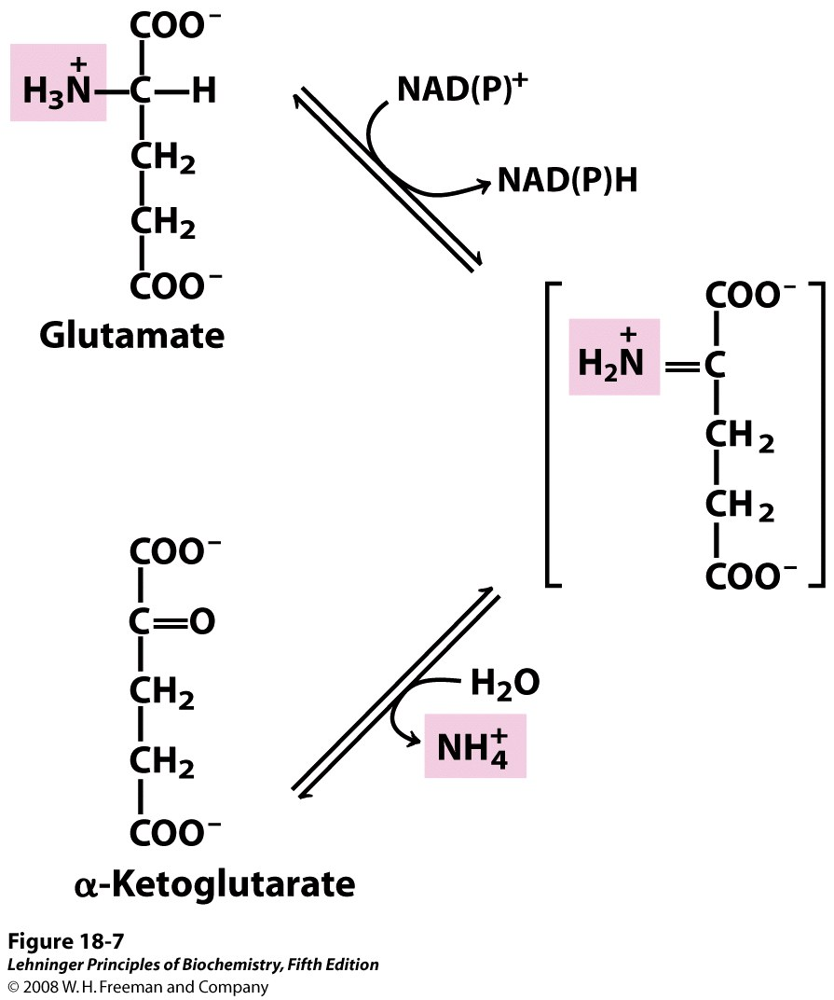 COO⁻
H₃N⁺—C—H
CH₂
CH₂
COO⁻
Glutamate
NAD(P)⁺
NAD(P)H
COO⁻
H₂N⁺=C
CH₂
CH₂
COO⁻
COO⁻
C=O
CH₂
CH₂
COO⁻
α-Ketoglutarate
H₂O
NH₄⁺
Figure 18-7
Lehninger Principles of Biochemistry, Fifth Edition
© 2008 W. H. Freeman and Company